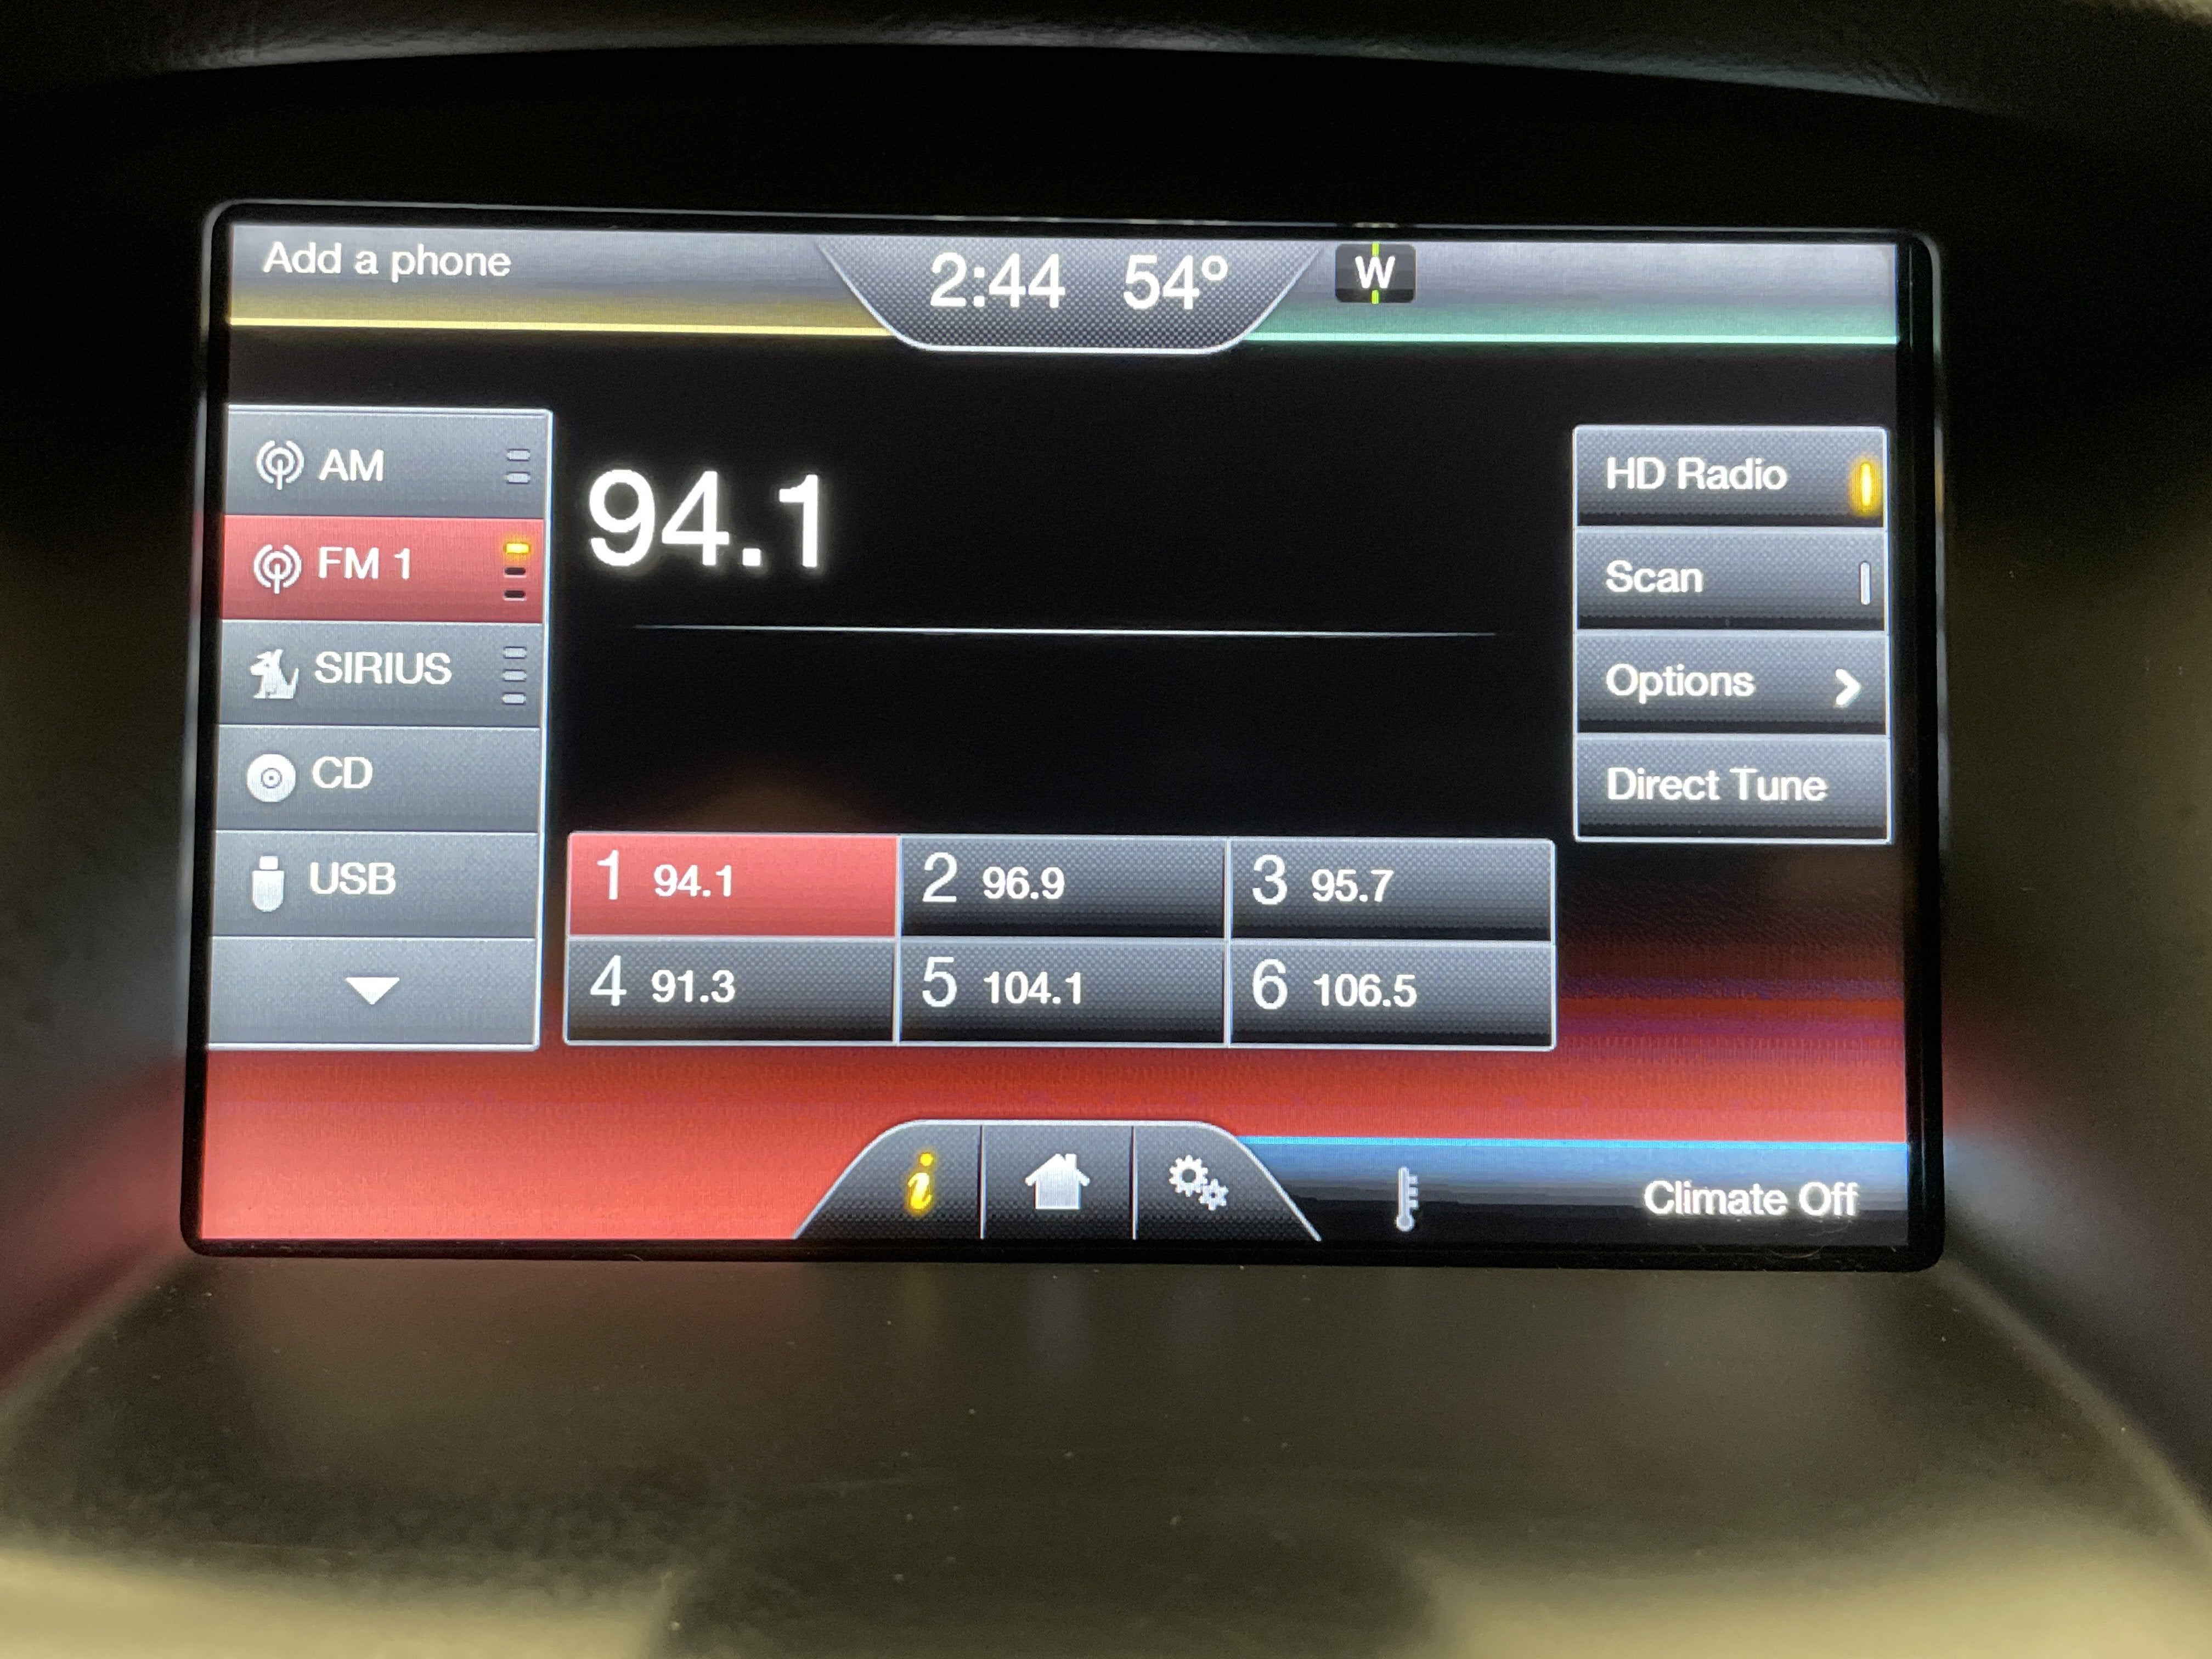 Add a phone
2:44 54° W
AM
FM 1
SIRIUS
CD
USB
94.1
HD Radio
Scan
Options
Direct Tune
1 94.1 2 96.9 3 95.7
4 91.3 5 104.1 6 106.5
i
Climate Off